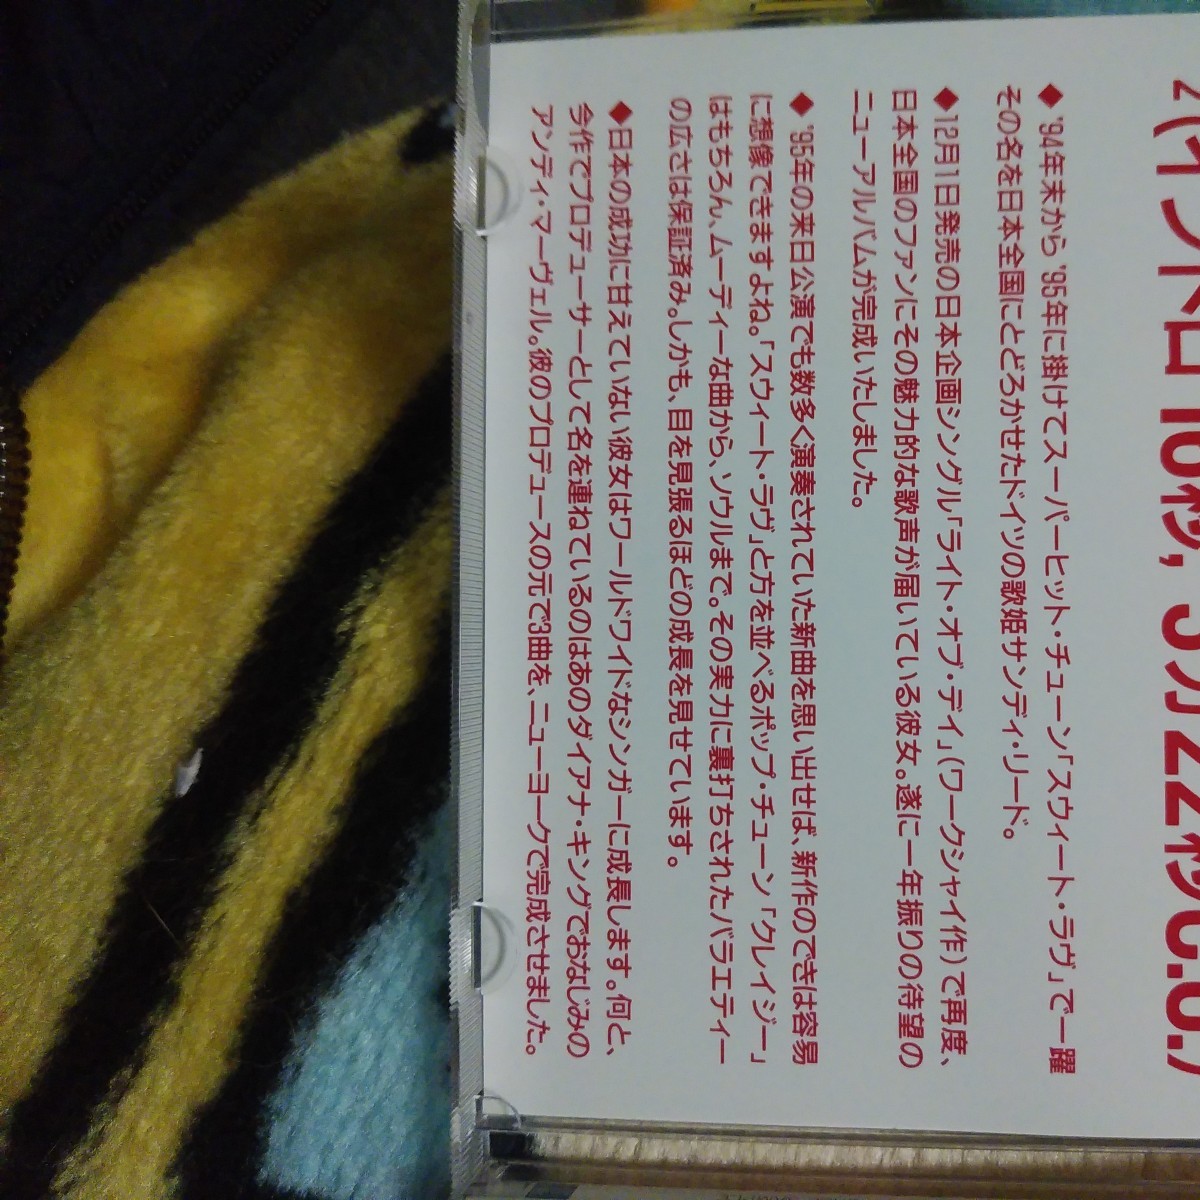 ◆ '94年末から '95年に掛けてスーパーヒット・チューン「スウィート・ラヴ」で一躍
その名を日本全国にとどろかせたドイツの歌姫サンディ・リード。
◆12月1日発売の日本企画シングル「ライト・オブ・デイ」(ワークシャイ作)で再度、
日本全国のファンにその魅力的な歌声が届いている彼女。遂に一年振りの待望の
ニューアルバムが完成いたしました。
◆ '95年の来日公演でも数多く演奏されていた新曲を思い出せば、新作のできは容易
に想像できますよね。「スウィート・ラヴ」と方を並べるポップ・チューン「クレイジー」
はもちろん、ムーディーな曲から、ソウルまで。その実力に裏打ちされたバラエティー
の広さは保証済み。しかも、目を見張るほどの成長を見せています。
◆日本の成功に甘えていない彼女はワールドワイドなシンガーに成長します。何と、
今作でプロデューサーとして名を連ねているのはあのダイアナ・キングでおなじみの
アンディ・マーヴェル。彼のプロデュースの元で3曲を、ニューヨークで完成させました。